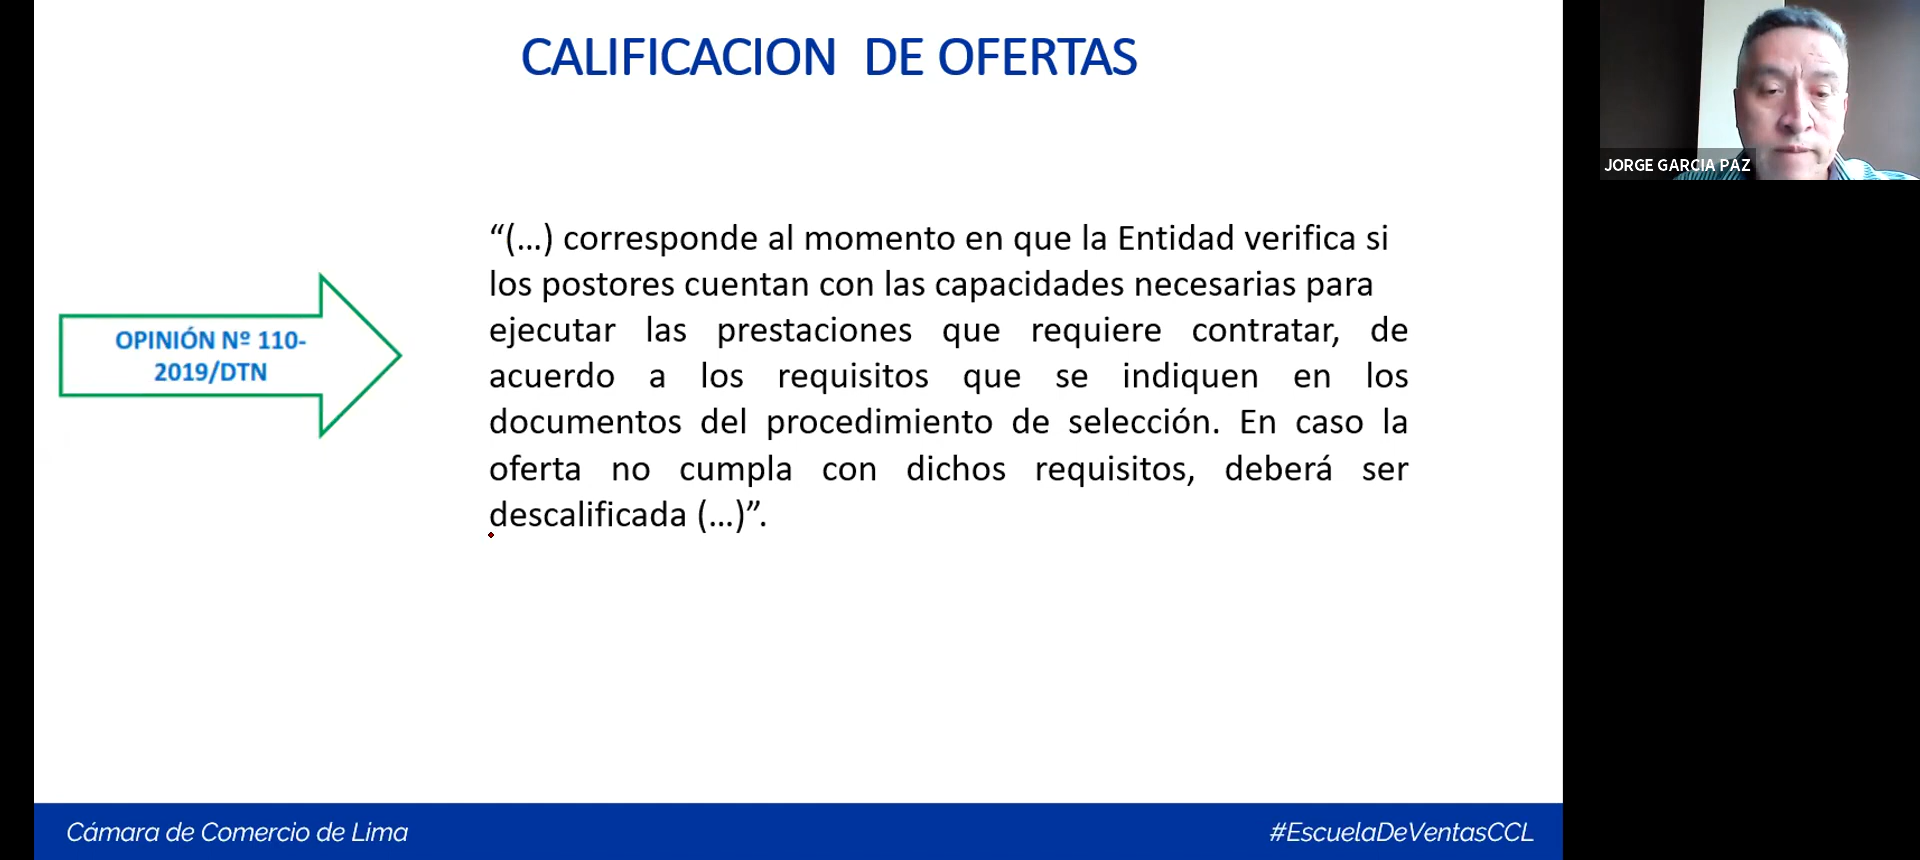 CALIFICACION DE OFERTAS
JORGE GARCIA PAZ
OPINIÓN Nº 110-
2019/DTN
“(...) corresponde al momento en que la Entidad verifica si
los postores cuentan con las capacidades necesarias para
ejecutar las prestaciones que requiere contratar, de
acuerdo a los requisitos que se indiquen en los
documentos del procedimiento de selección. En caso la
oferta no cumpla con dichos requisitos, deberá ser
descalificada (...)”.
Cámara de Comercio de Lima
#EscuelaDeVentasCCL